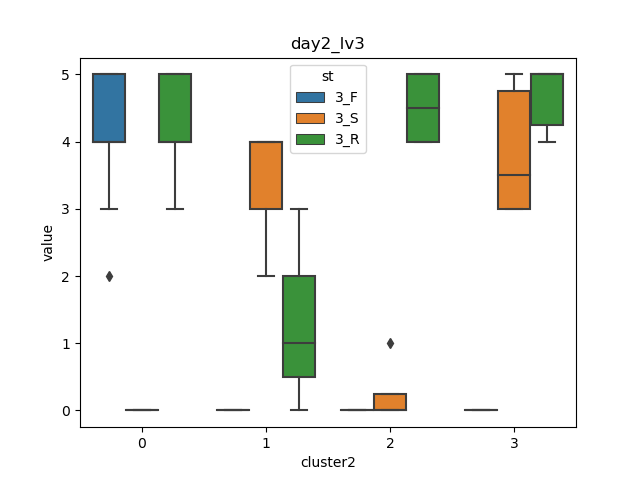 day2_lv3
st
3_F
3_S
3_R
value
5
4
3
2
1
0
0 1 2 3
cluster2